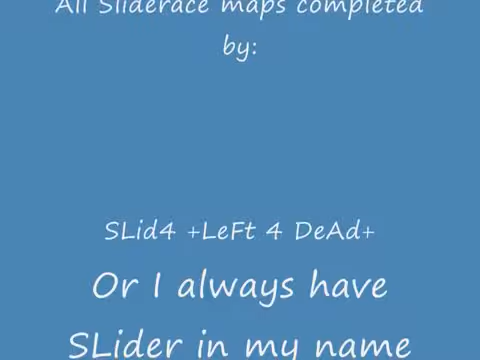 All Sliderace maps completed
by:
SLid4 +LeFt 4 DeAd+
Or I always have
SLider in my name